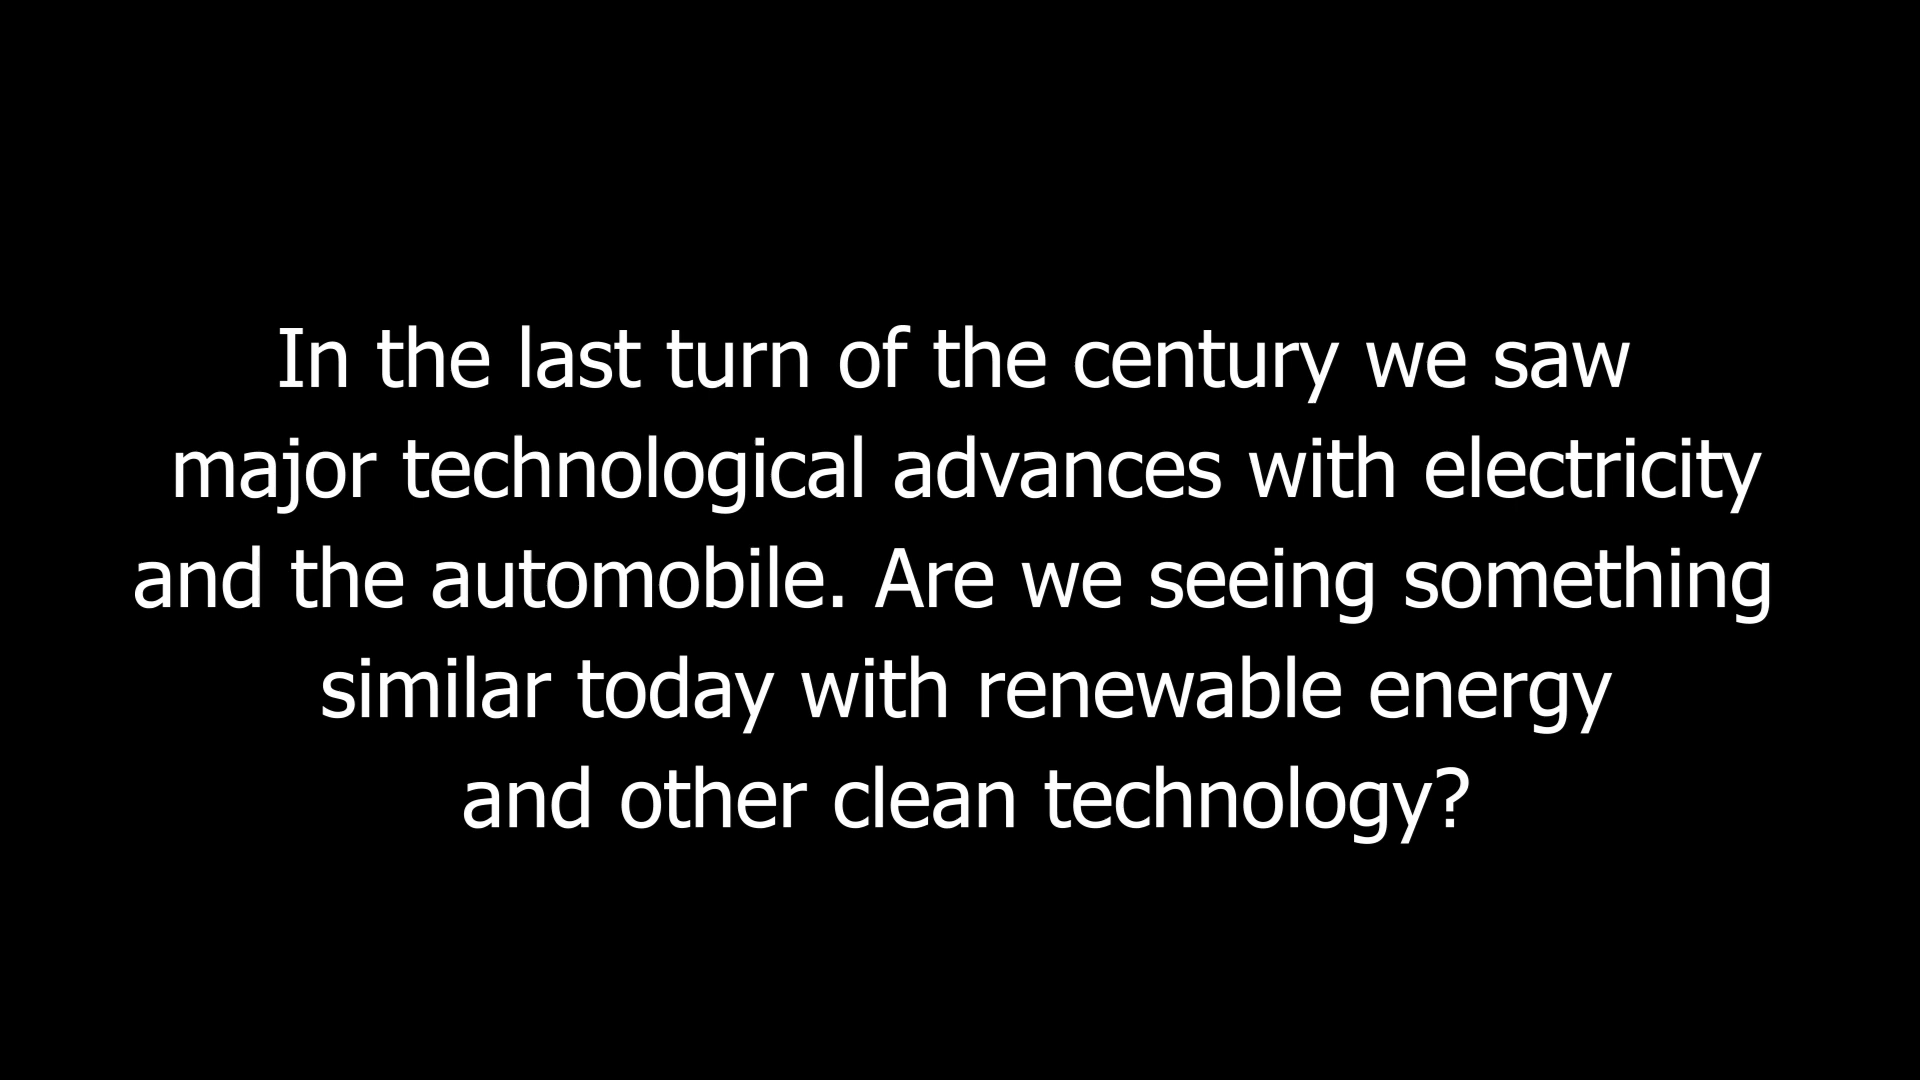 In the last turn of the century we saw
major technological advances with electricity
and the automobile. Are we seeing something
similar today with renewable energy
and other clean technology?